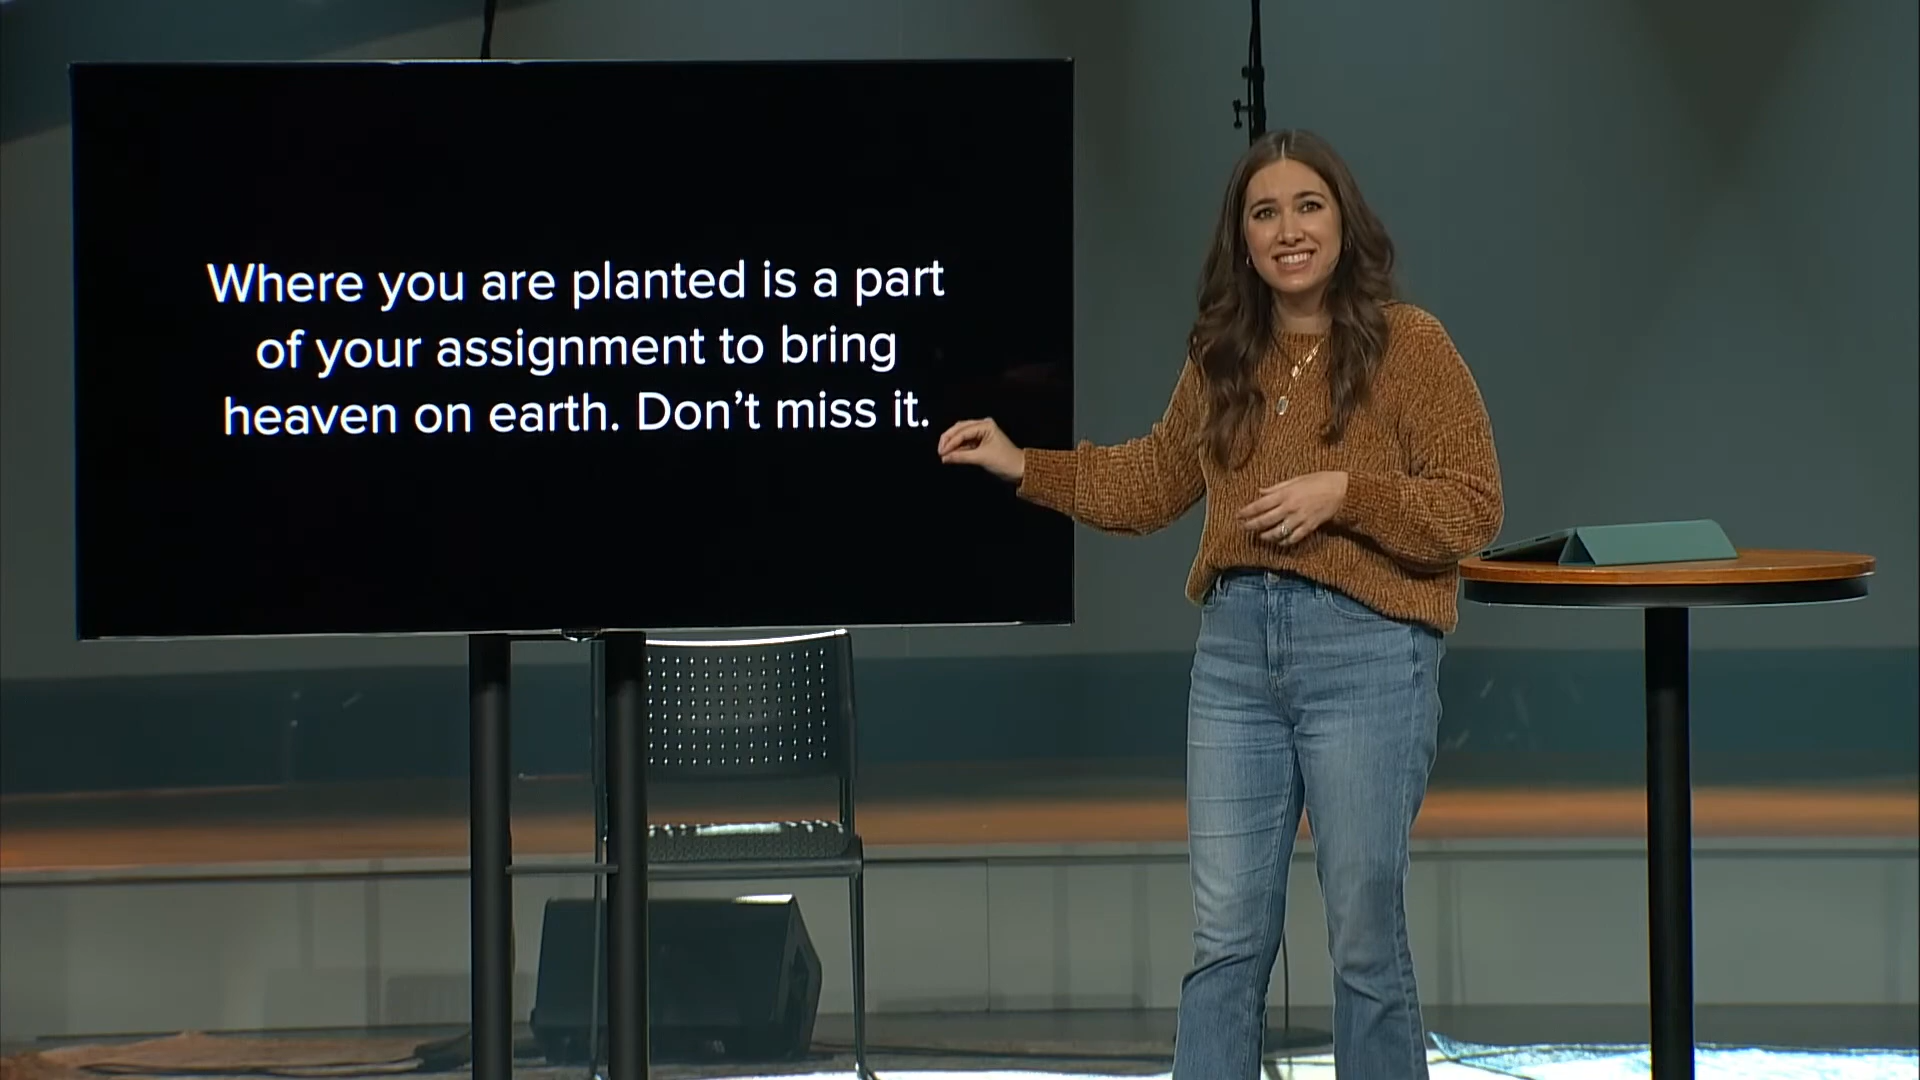 Where you are planted is a part
of your assignment to bring
heaven on earth. Don’t miss it.